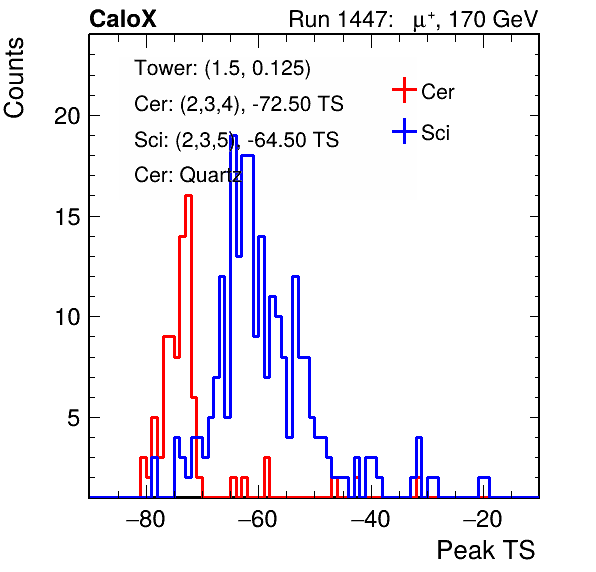 CaloX Run 1447: μ⁺, 170 GeV
Counts
Tower: (1.5, 0.125)
Cer: (2,3,4), -72.50 TS
Sci: (2,3,5), -64.50 TS
Cer: Quartz
Cer
Sci
20
15
10
5
−80 −60 −40 −20
Peak TS